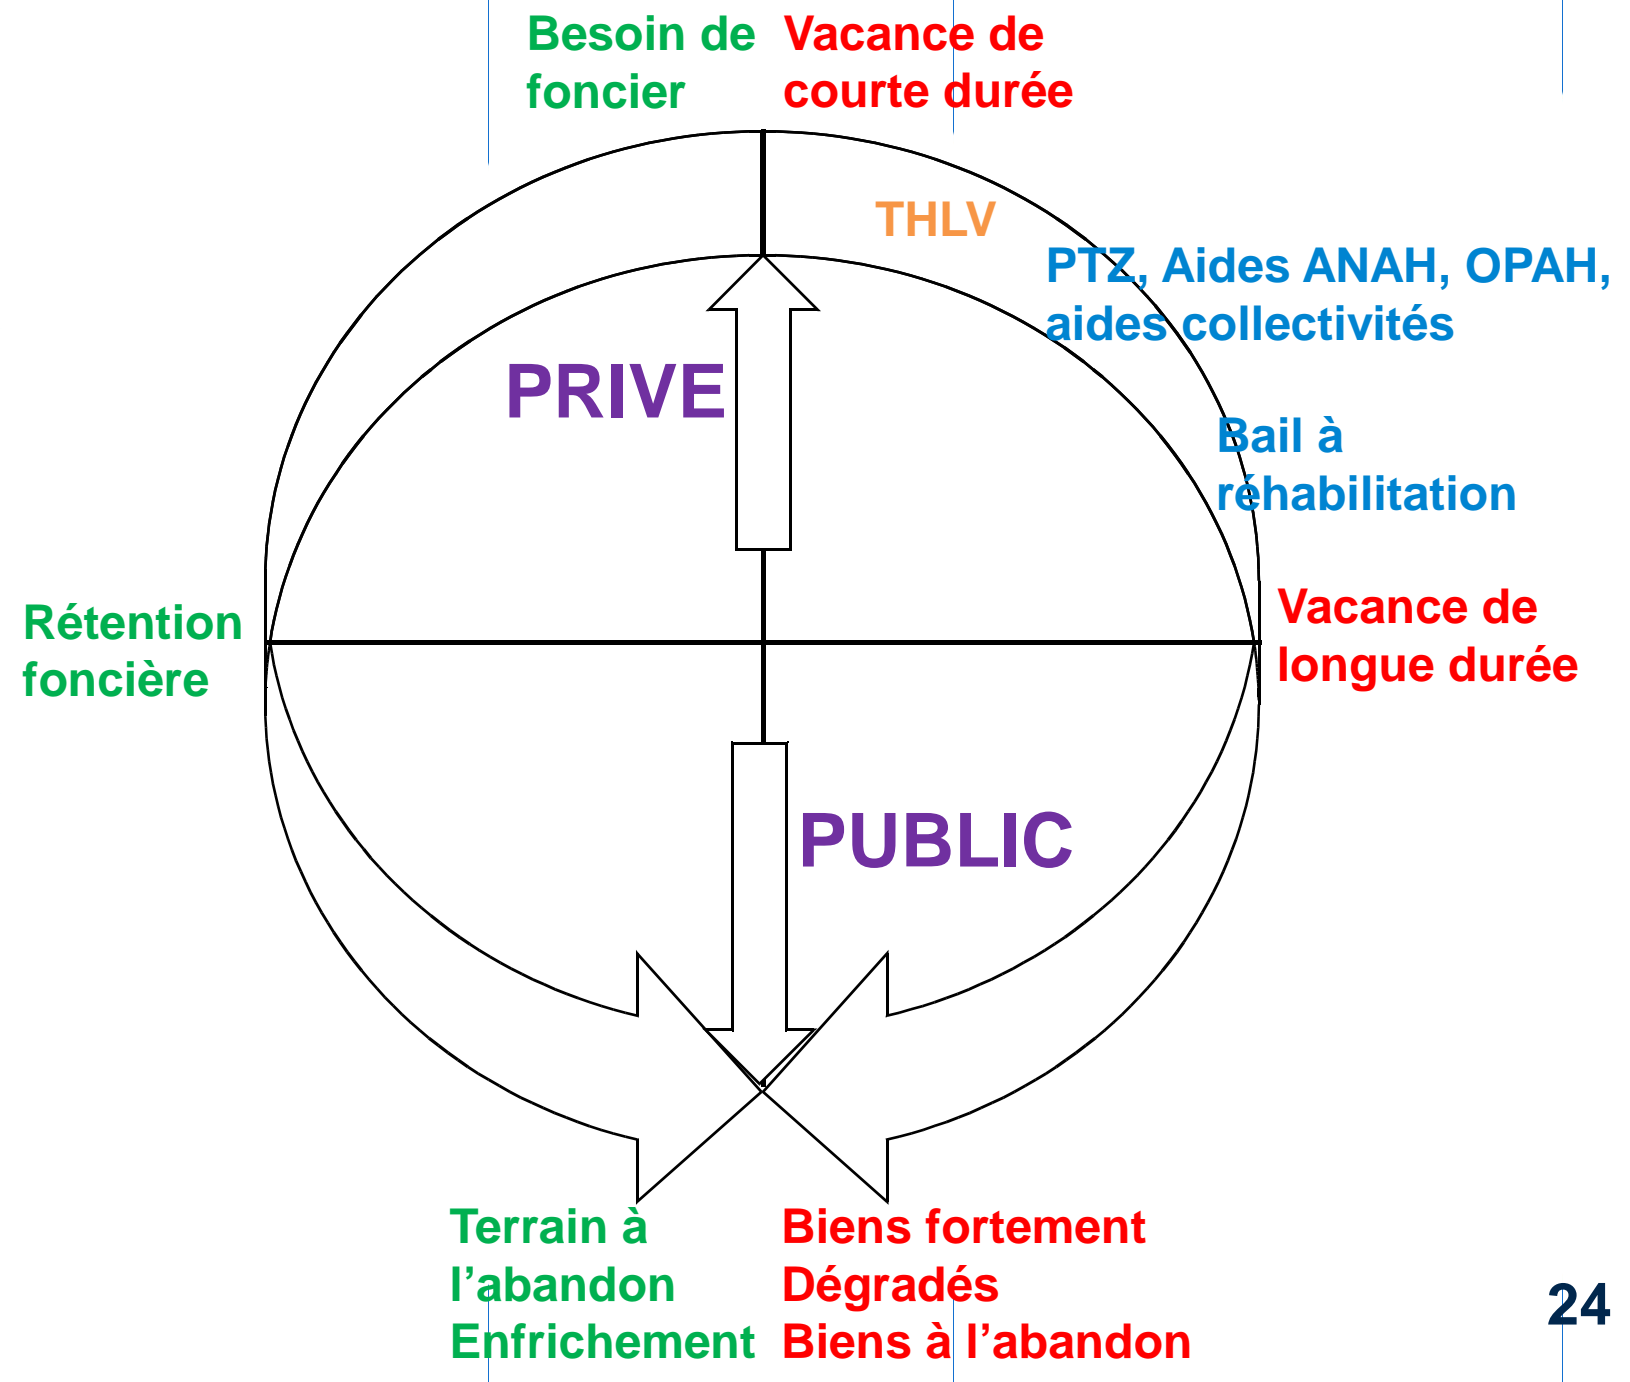 Besoin de
foncier
Vacance de
courte durée
THLV
PTZ, Aides ANAH, OPAH,
aides collectivités
PRIVE
Bail à
réhabilitation
Rétention
foncière
Vacance de
longue durée
PUBLIC
Terrain à
l’abandon
Enfrichement
Biens fortement
Dégradés
Biens à l’abandon
24